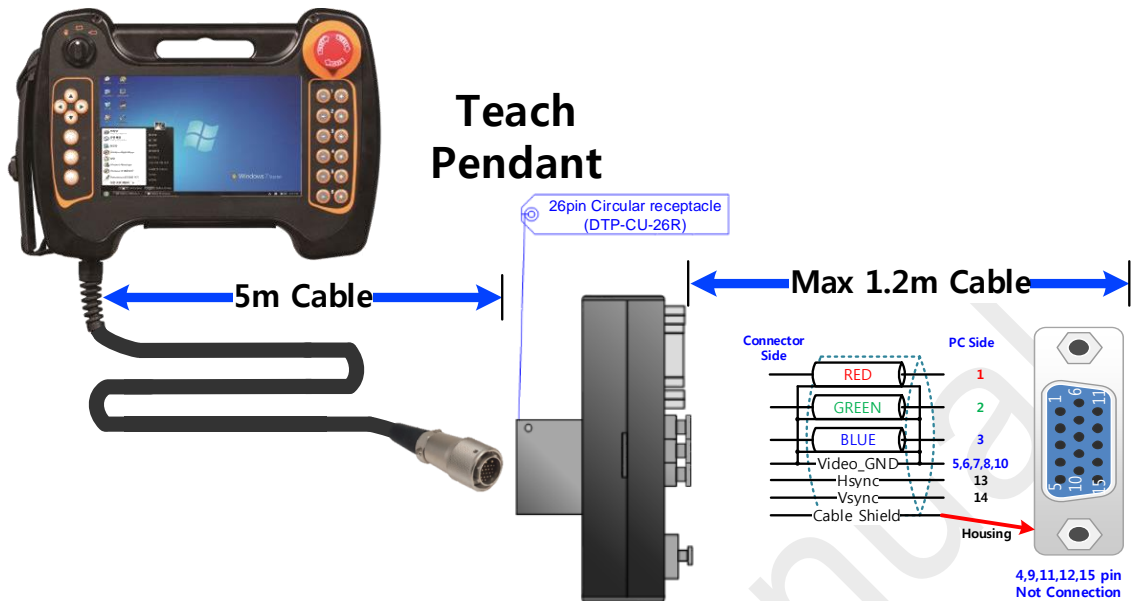 Teach
Pendant
26pin Circular receptacle
(DTP-CU-26R)
5m Cable
Max 1.2m Cable
Connector
Side
PC Side
RED
1
GREEN
2
BLUE
3
Video_GND
5,6,7,8,10
Hsync
13
Vsync
14
Cable Shield
Housing
1
6
11
5
10
15
4,9,11,12,15 pin
Not Connection
Windows 7